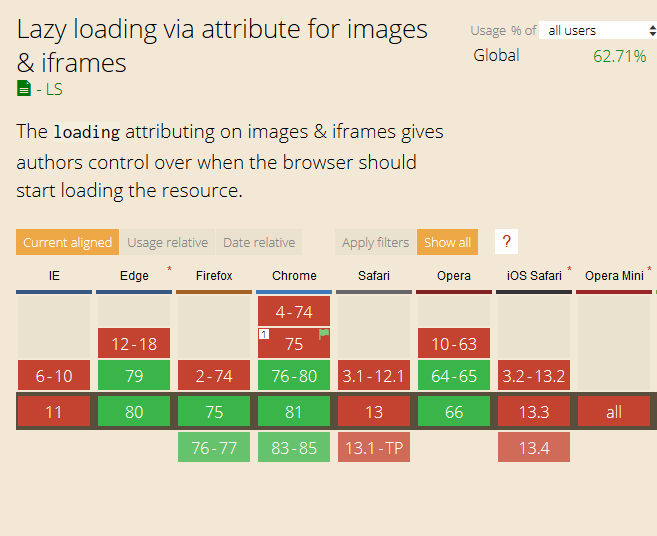 Lazy loading via attribute for images
& iframes
- LS
Usage % of all users
Global 62.71%
The loading attributing on images & iframes gives
authors control over when the browser should
start loading the resource.
Current aligned Usage relative Date relative Apply filters Show all ?
IE Edge * Firefox Chrome Safari Opera iOS Safari * Opera Mini *
4-74
12-18 1 75 10-63
6-10 79 2-74 76-80 3.1-12.1 64-65 3.2-13.2
11 80 75 81 13 66 13.3 all
76-77 83-85 13.1-TP 13.4